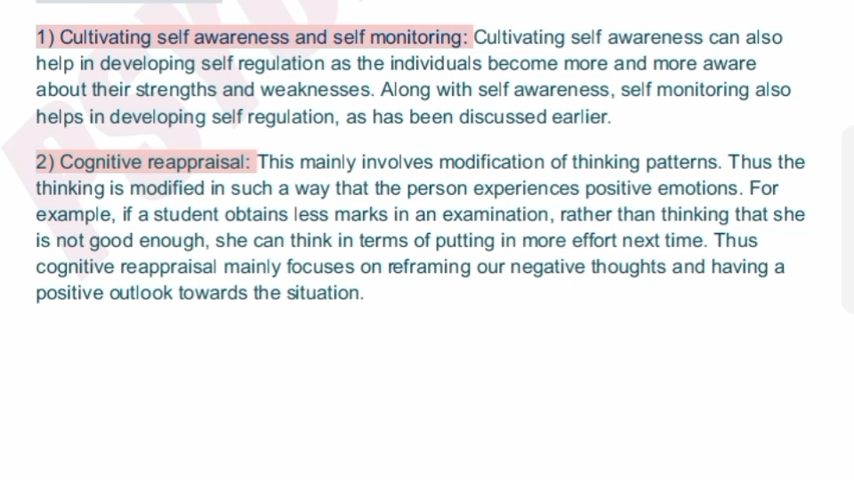 1) Cultivating self awareness and self monitoring: Cultivating self awareness can also
help in developing self regulation as the individuals become more and more aware
about their strengths and weaknesses. Along with self awareness, self monitoring also
helps in developing self regulation, as has been discussed earlier.
2) Cognitive reappraisal: This mainly involves modification of thinking patterns. Thus the
thinking is modified in such a way that the person experiences positive emotions. For
example, if a student obtains less marks in an examination, rather than thinking that she
is not good enough, she can think in terms of putting in more effort next time. Thus
cognitive reappraisal mainly focuses on reframing our negative thoughts and having a
positive outlook towards the situation.